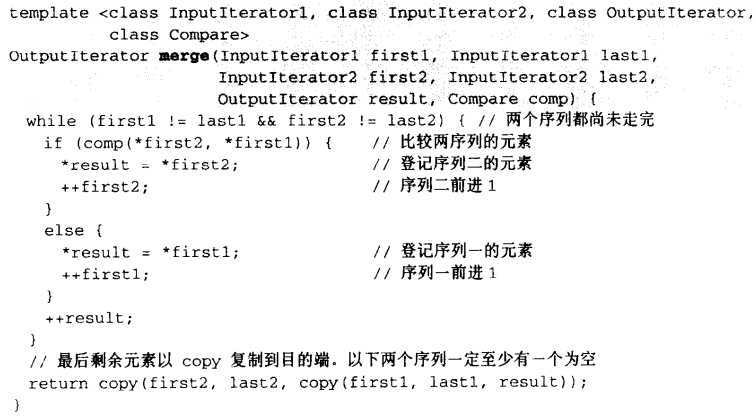 template <class InputIterator1, class InputIterator2, class OutputIterator,
          class Compare>
OutputIterator merge(InputIterator1 first1, InputIterator1 last1,
                     InputIterator2 first2, InputIterator2 last2,
                     OutputIterator result, Compare comp) {
  while (first1 != last1 && first2 != last2) { // 两个序列都尚未走完
    if (comp(*first2, *first1)) {    // 比较两序列的元素
      *result = *first2;             // 登记序列二的元素
      ++first2;                      // 序列二前进 1
    }
    else {
      *result = *first1;             // 登记序列一的元素
      ++first1;                      // 序列一前进 1
    }
    ++result;
  }
  // 最后剩余元素以 copy 复制到目的端。以下两个序列一定至少有一个为空
  return copy(first2, last2, copy(first1, last1, result));
}